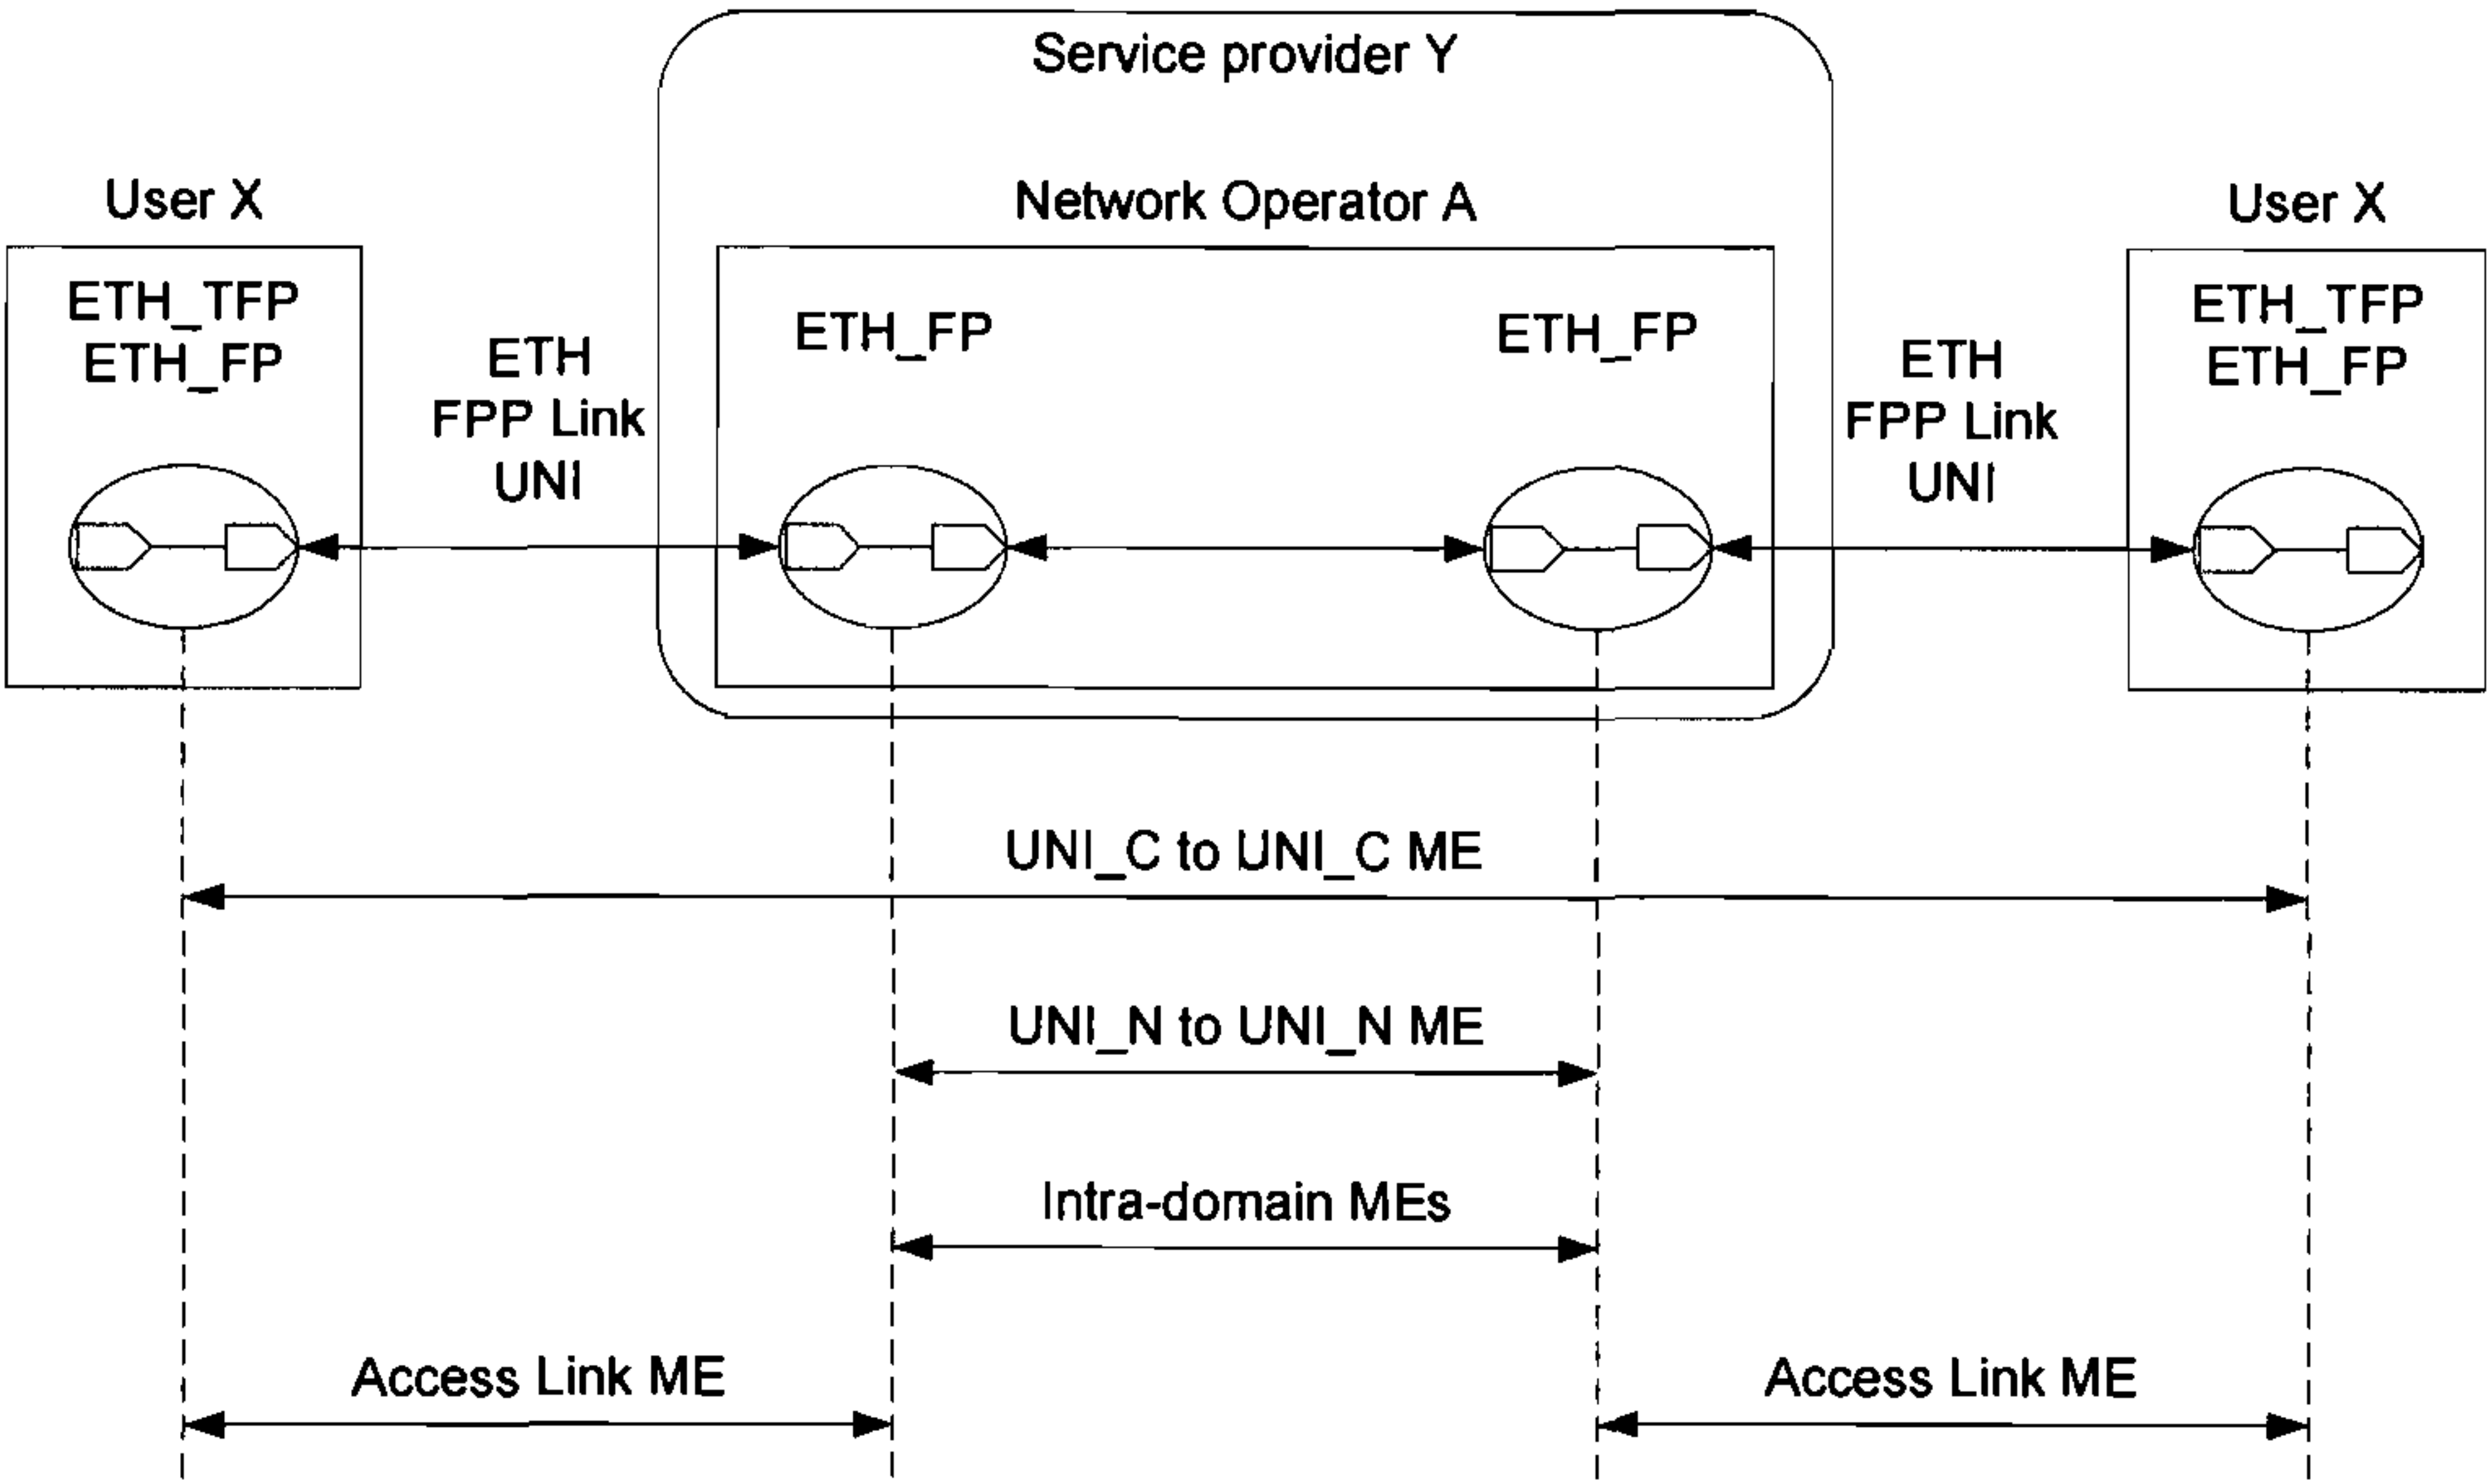 Service provider Y
User X
Network Operator A
User X
ETH_TFP
ETH_FP
ETH
FPP Link
UNI
ETH_FP
ETH_FP
ETH
FPP Link
UNI
ETH_TFP
ETH_FP
UNI_C to UNI_C ME
UNI_N to UNI_N ME
Intra-domain MEs
Access Link ME
Access Link ME